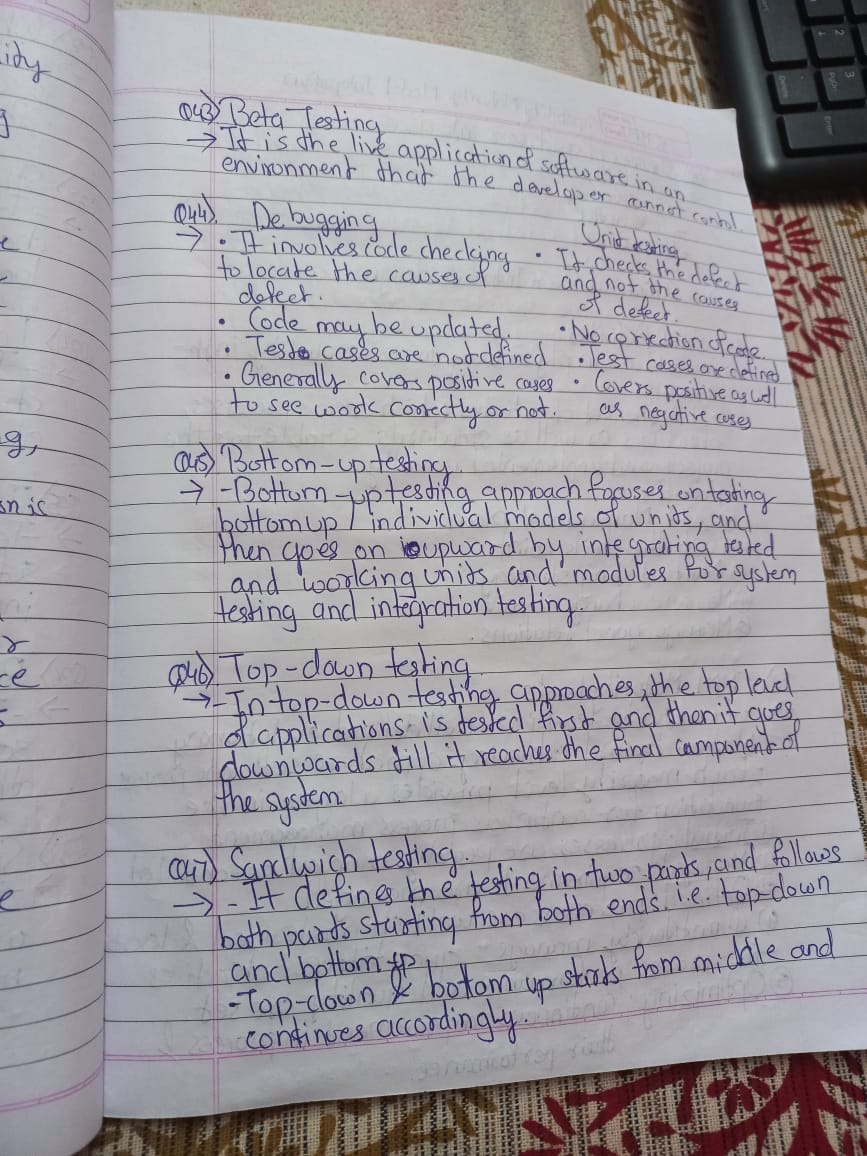 idy
Q43) Beta Testing
→ It is the live application of software in an
environment that the developer cannot control.
Q44). Debugging
Unit testing
→ • It involves code checking
to locate the causes of
defect.
• It checks the defect
and not the causes
of defect.
• Code may be updated.
• No correction of code.
• Test cases are not defined
• Test cases are defined
• Generally covers positive cases
to see work correctly or not.
• Covers positive as well
as negative cases
Q45) Bottom-up testing
→ - Bottom-up testing approach focuses on testing
bottom up / individual models of units, and
then goes on upward by integrating tested
and working units and modules for system
testing and integration testing.
Q46) Top-down testing
→ - In top-down testing approaches, the top level
of applications is tested first and then it goes
downwards till it reaches the final component of
the system.
Q47) Sandwich testing.
→ - It defines the testing in two parts, and follows
both parts starting from both ends. i.e. top-down
and bottom up
- Top-down & botom up starts from middle and
continues accordingly.